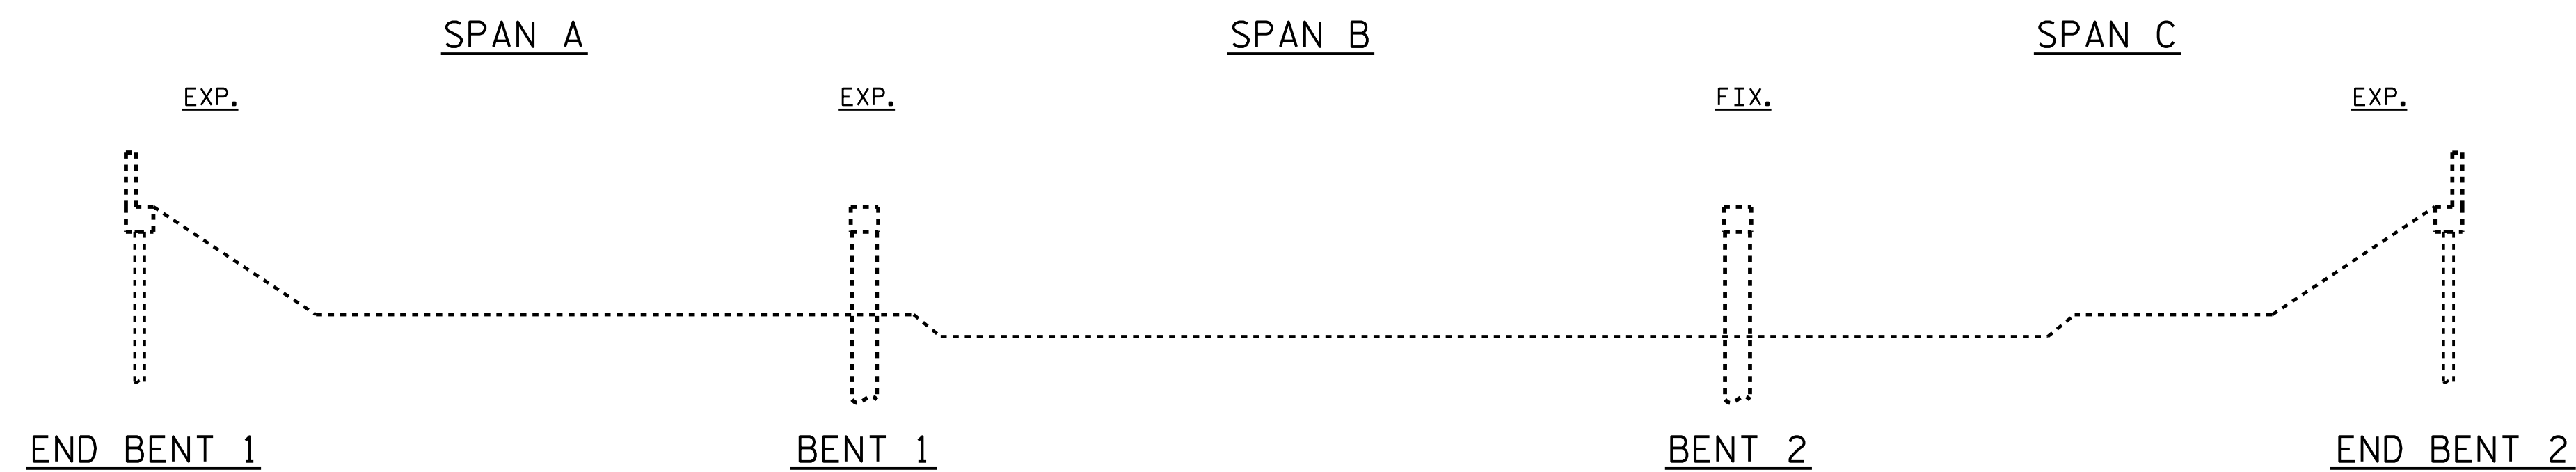 SPAN A SPAN B SPAN C
EXP. EXP. FIX. EXP.
END BENT 1 BENT 1 BENT 2 END BENT 2